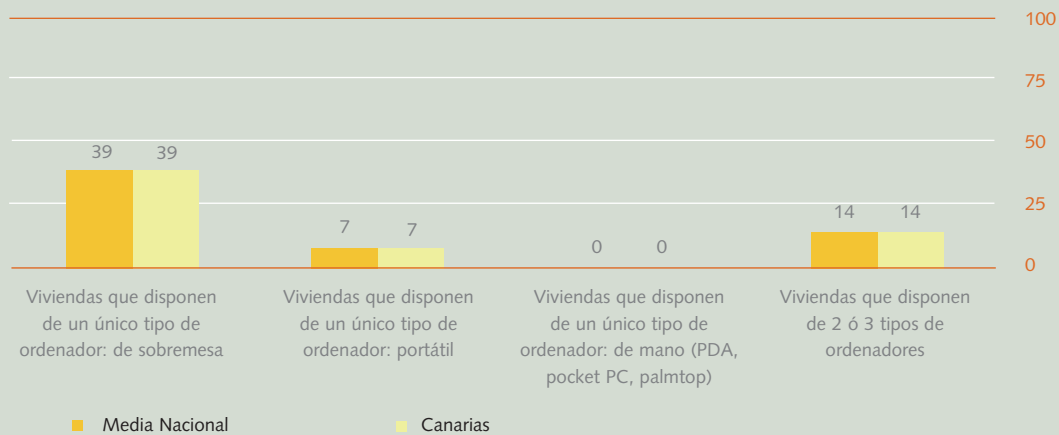 100
75
50
25
0
39 39
7 7
0 0
14 14
Viviendas que disponen
de un único tipo de
ordenador: de sobremesa
Viviendas que disponen
de un único tipo de
ordenador: portátil
Viviendas que disponen
de un único tipo de
ordenador: de mano (PDA,
pocket PC, palmtop)
Viviendas que disponen
de 2 ó 3 tipos de
ordenadores
Media Nacional
Canarias